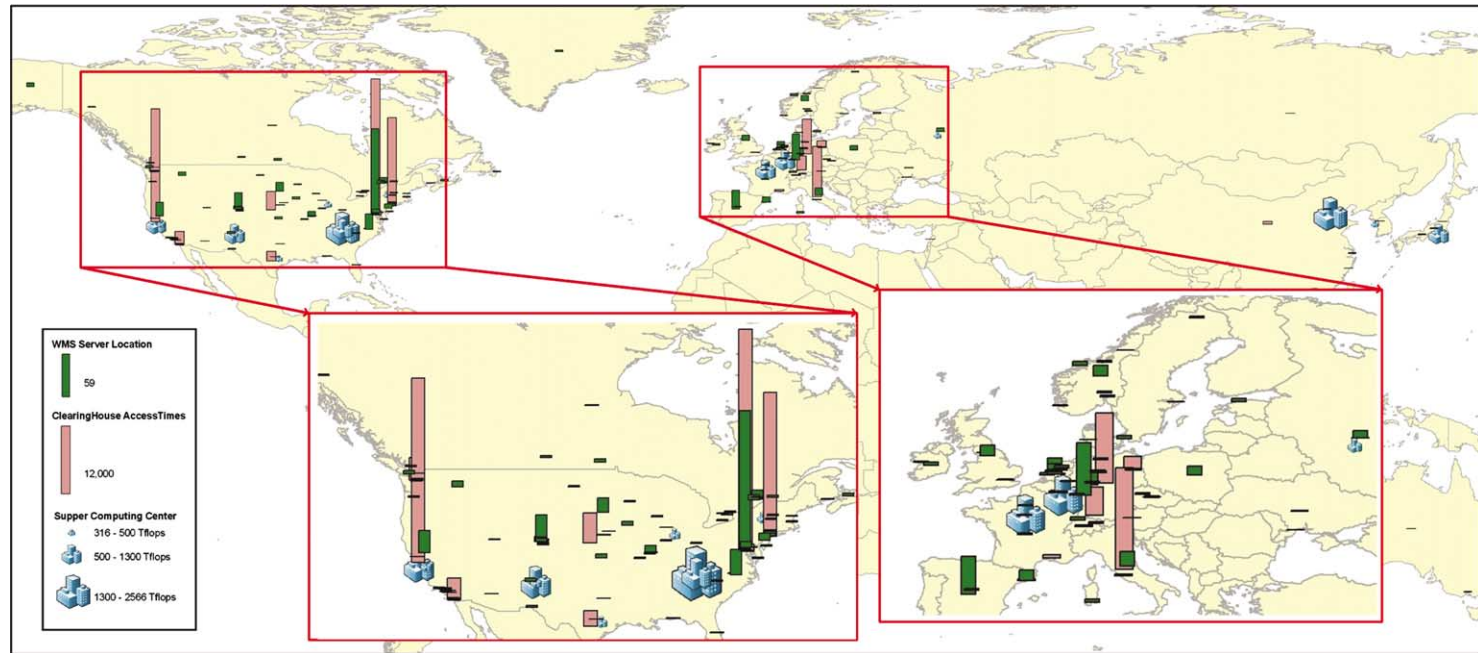 WMS Server Location
59
ClearingHouse AccessTimes
12,000
Supper Computing Center
316 - 500 Tflops
500 - 1300 Tflops
1300 - 2566 Tflops